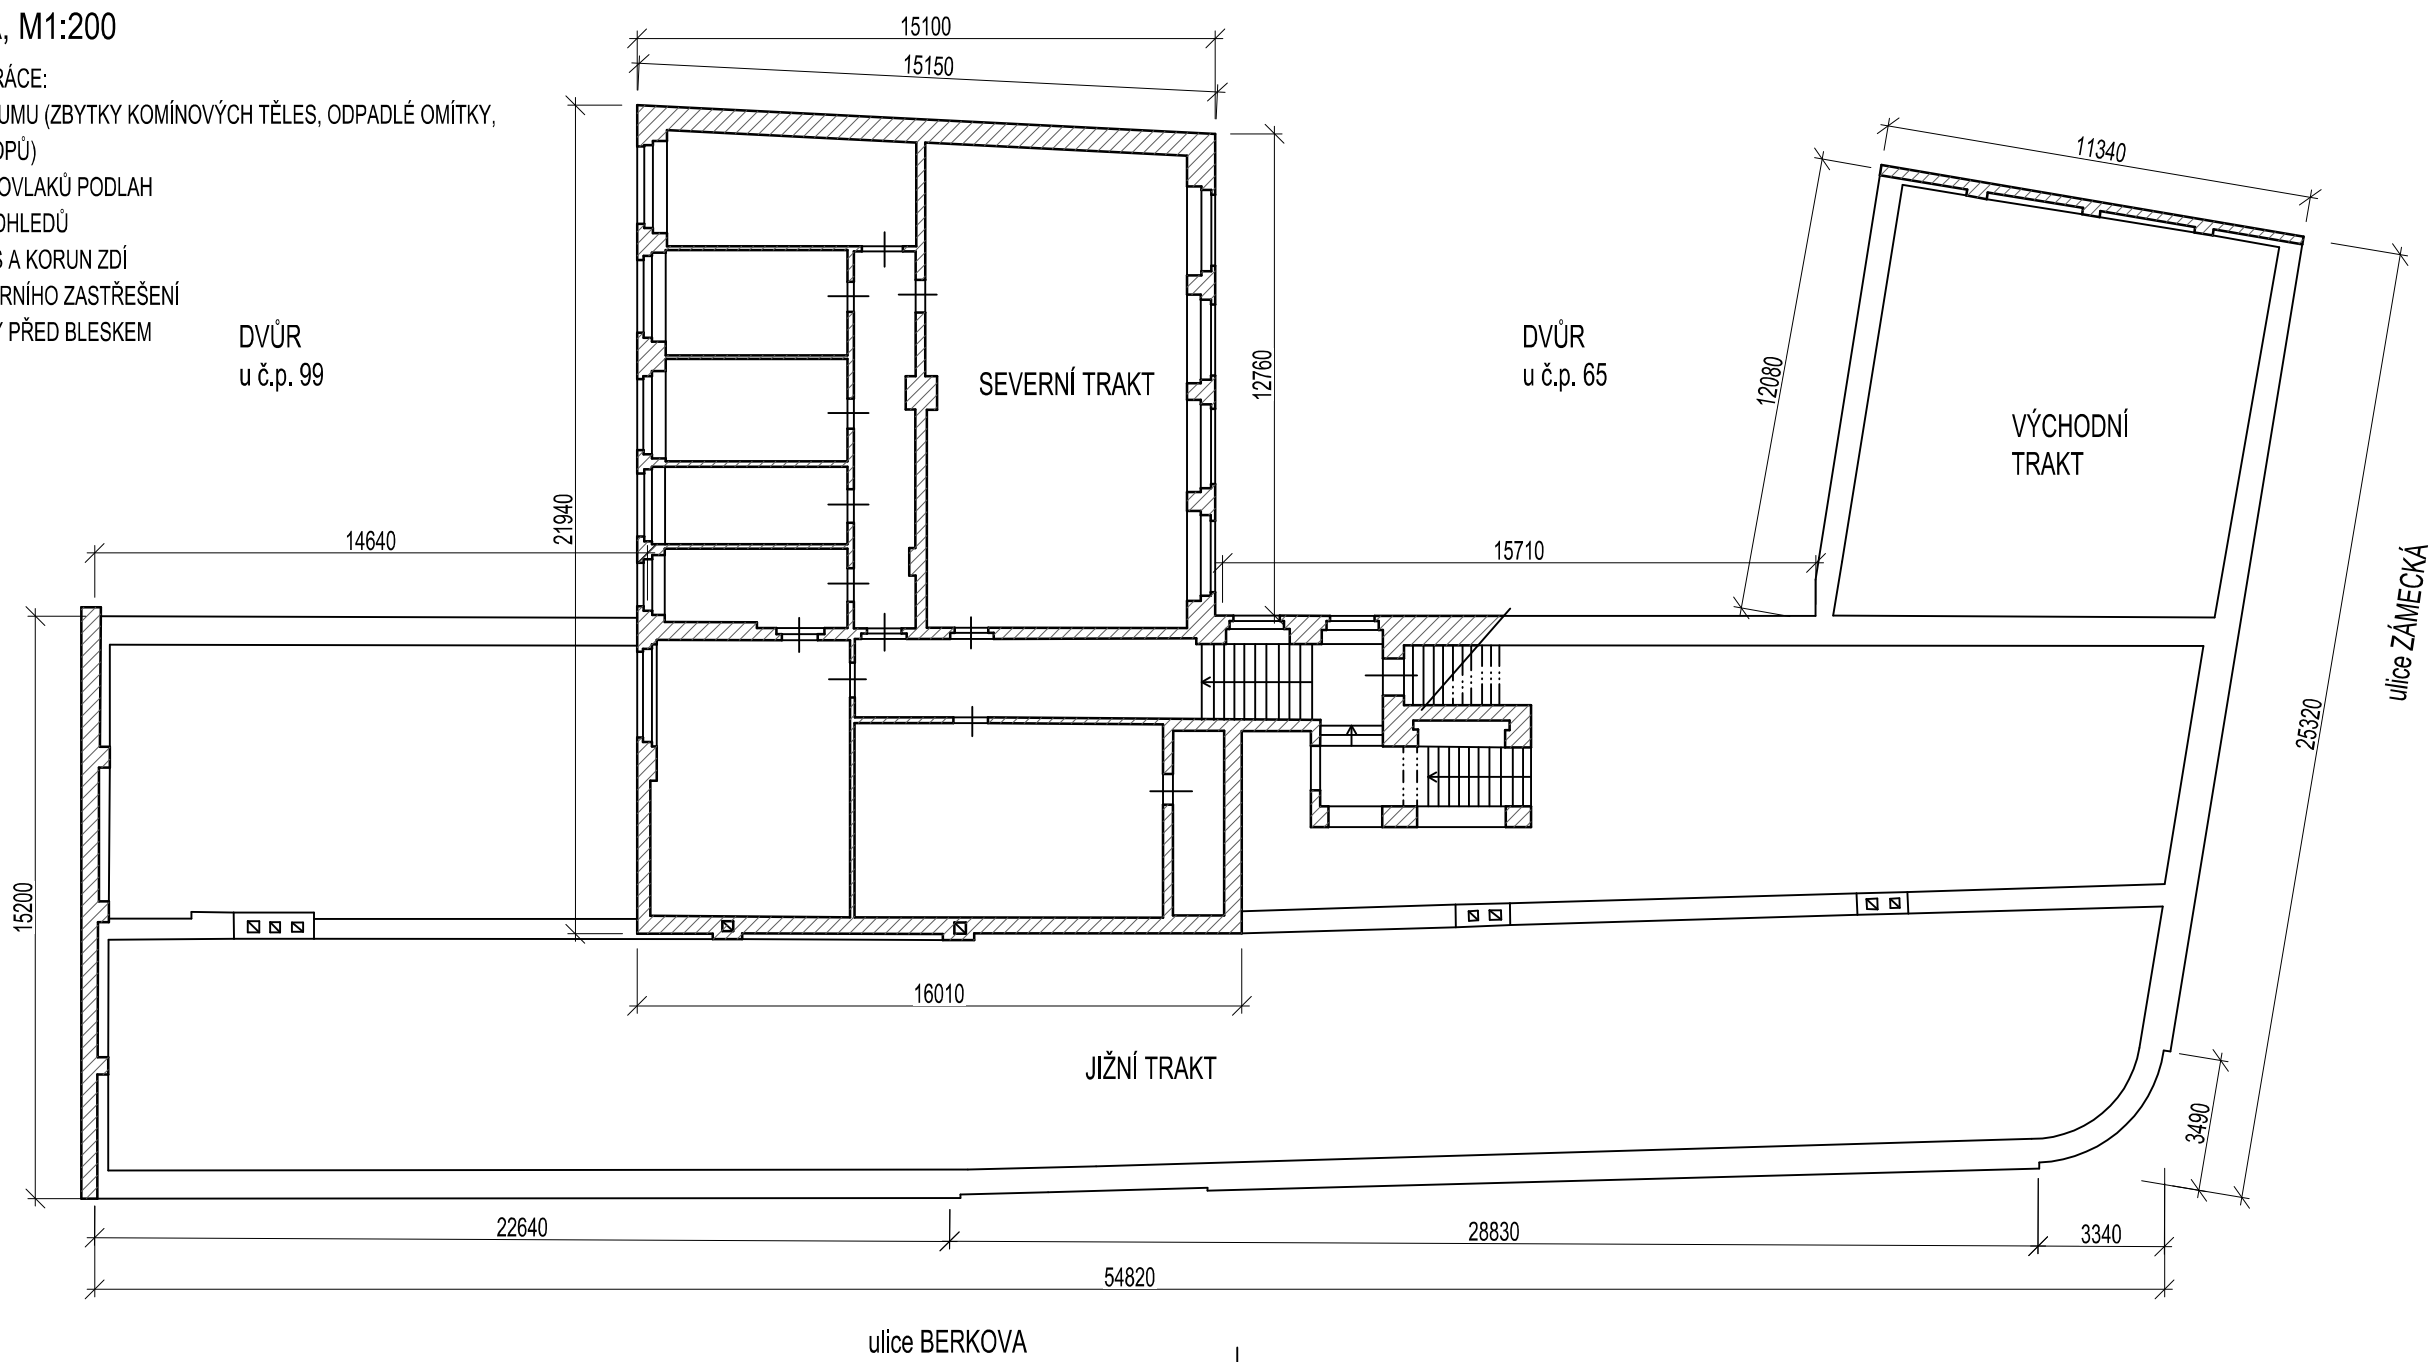 , M1:200
RÁCE:
UMU (ZBYTKY KOMÍNOVÝCH TĚLES, ODPADLÉ OMÍTKY,
OPŮ)
OVLAKŮ PODLAH
OHLEDŮ
S A KORUN ZDÍ
RNÍHO ZASTŘEŠENÍ
Y PŘED BLESKEM
15100
15150
11340
DVŮR
u č.p. 99
DVŮR
u č.p. 65
12760
12080
SEVERNÍ TRAKT
VÝCHODNÍ
TRAKT
21940
14640
15710
ulice ZÁMECKÁ
25320
15200
16010
JIŽNÍ TRAKT
3490
22640
28830
3340
54820
ulice BERKOVA